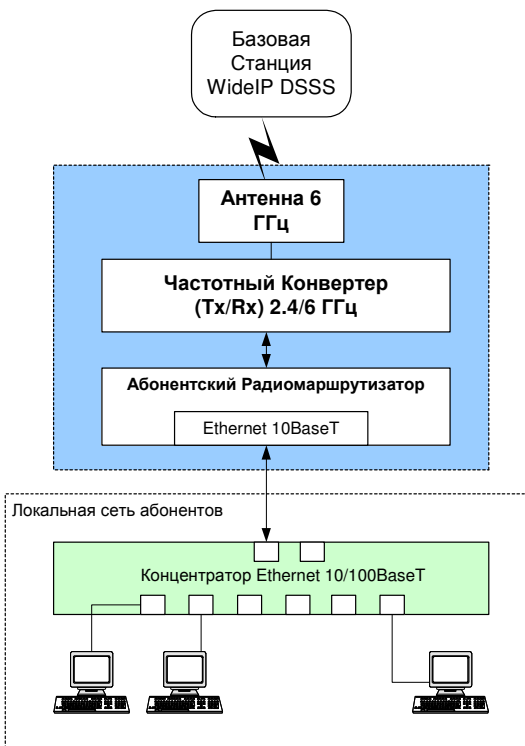 Базовая
Станция
WideIP DSSS
Антенна 6
ГГц
Частотный Конвертер
(Tx/Rx) 2.4/6 ГГц
Абонентский Радиомаршрутизатор
Ethernet 10BaseT
Локальная сеть абонентов
Концентратор Ethernet 10/100BaseT